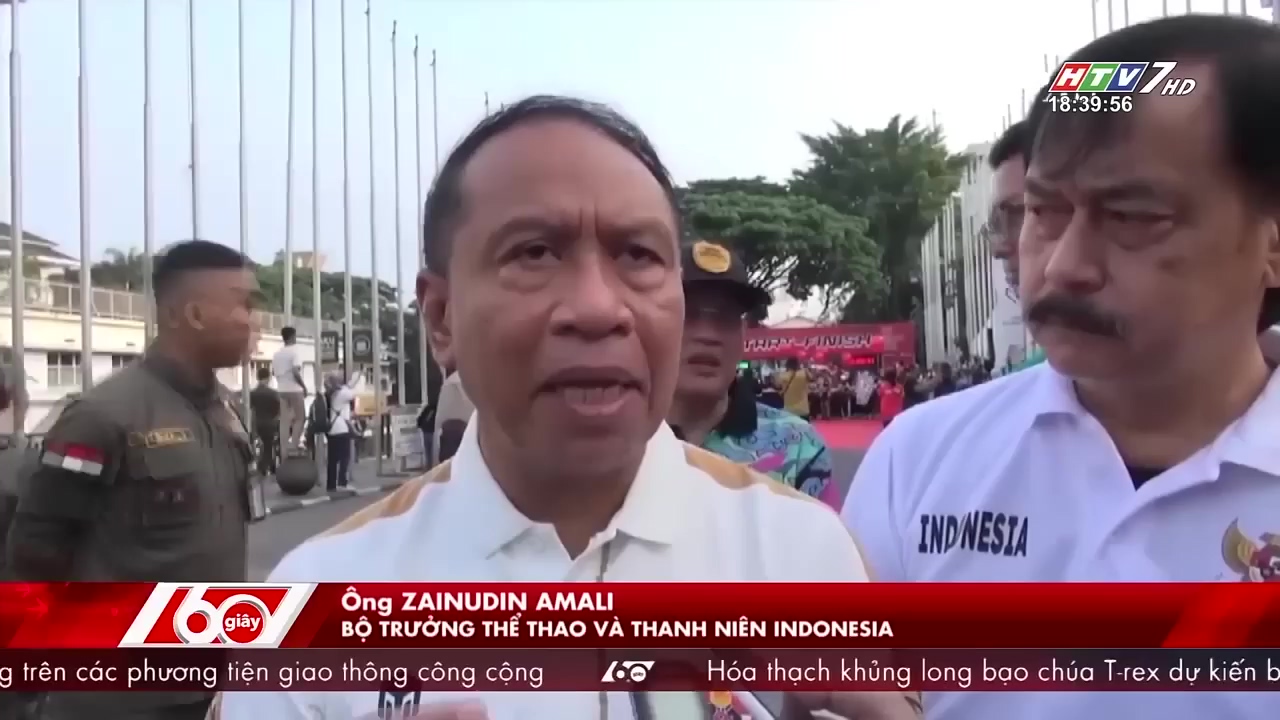 HTV7 HD
18:39:56
START-FINISH
INDONESIA
60 giây
Ông ZAINUDIN AMALI
BỘ TRƯỞNG THỂ THAO VÀ THANH NIÊN INDONESIA
g trên các phương tiện giao thông công cộng 60 giây Hóa thạch khủng long bạo chúa T-rex dự kiến b